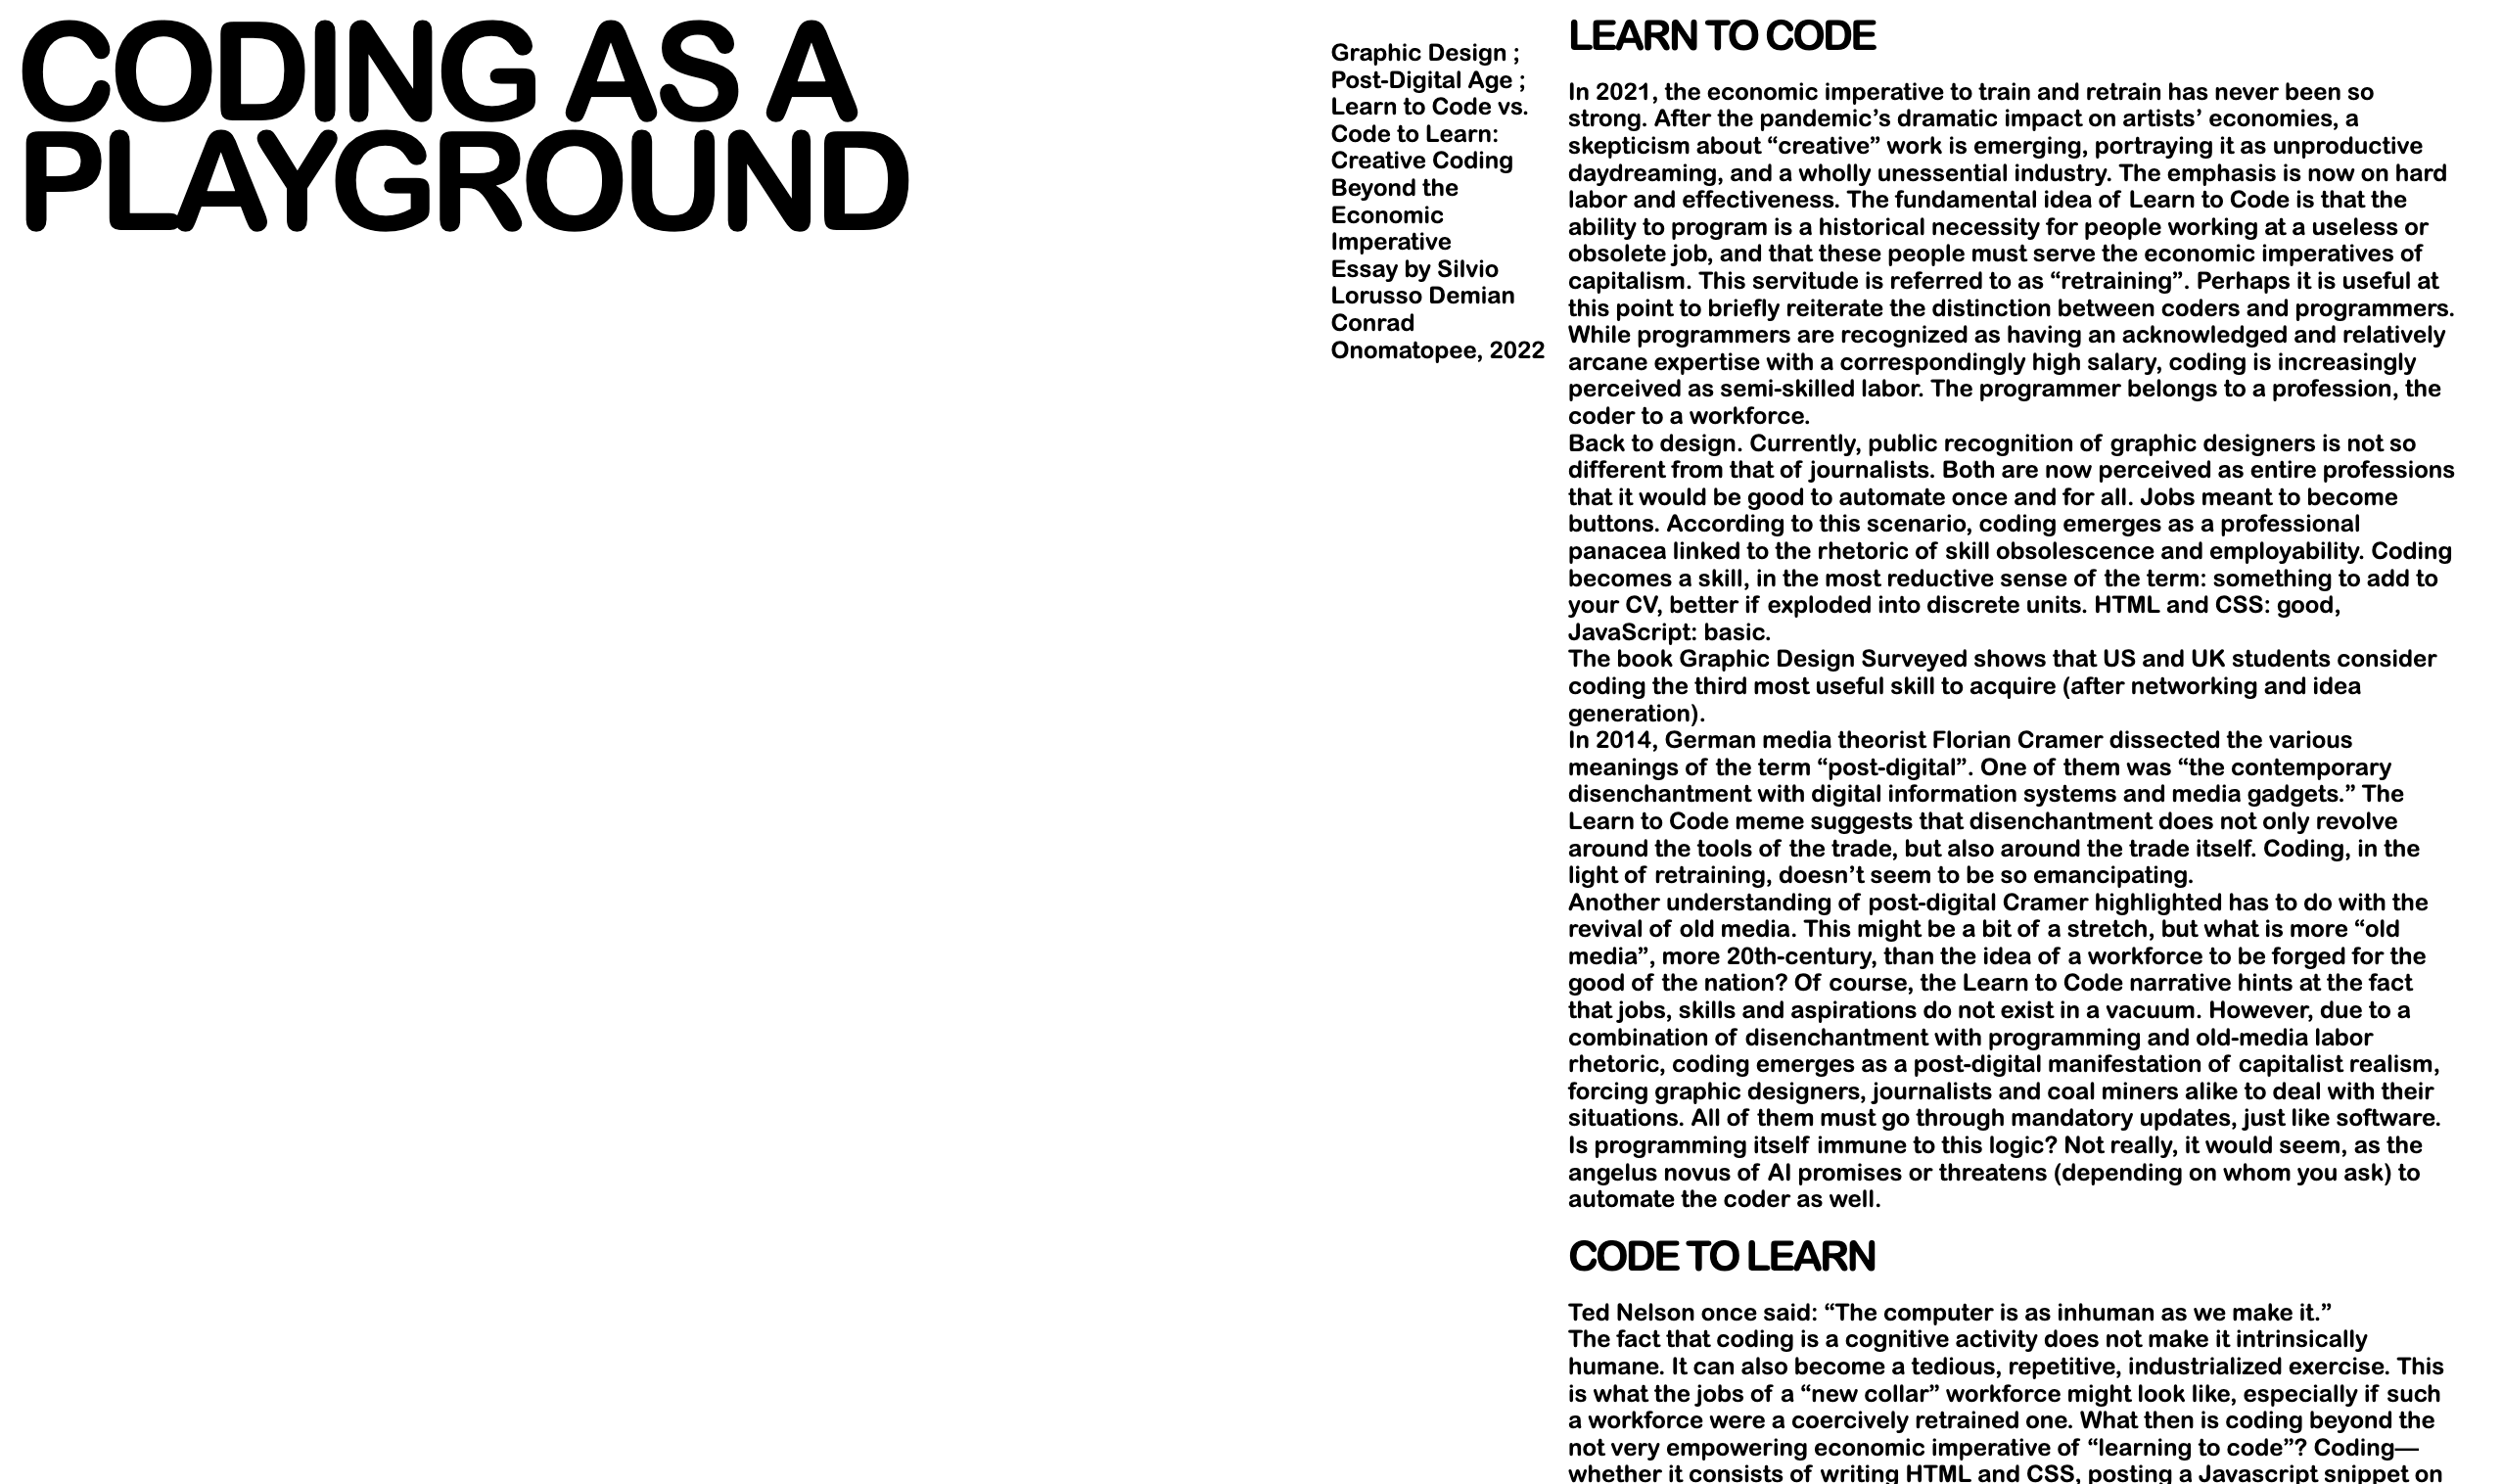 CODING AS A
PLAYGROUND
Graphic Design ;
Post-Digital Age ;
Learn to Code vs.
Code to Learn:
Creative Coding
Beyond the
Economic
Imperative
Essay by Silvio
Lorusso Demian
Conrad
Onomatopee, 2022
LEARN TO CODE
In 2021, the economic imperative to train and retrain has never been so
strong. After the pandemic’s dramatic impact on artists’ economies, a
skepticism about “creative” work is emerging, portraying it as unproductive
daydreaming, and a wholly unessential industry. The emphasis is now on hard
labor and effectiveness. The fundamental idea of Learn to Code is that the
ability to program is a historical necessity for people working at a useless or
obsolete job, and that these people must serve the economic imperatives of
capitalism. This servitude is referred to as “retraining”. Perhaps it is useful at
this point to briefly reiterate the distinction between coders and programmers.
While programmers are recognized as having an acknowledged and relatively
arcane expertise with a correspondingly high salary, coding is increasingly
perceived as semi-skilled labor. The programmer belongs to a profession, the
coder to a workforce.
Back to design. Currently, public recognition of graphic designers is not so
different from that of journalists. Both are now perceived as entire professions
that it would be good to automate once and for all. Jobs meant to become
buttons. According to this scenario, coding emerges as a professional
panacea linked to the rhetoric of skill obsolescence and employability. Coding
becomes a skill, in the most reductive sense of the term: something to add to
your CV, better if exploded into discrete units. HTML and CSS: good,
JavaScript: basic.
The book Graphic Design Surveyed shows that US and UK students consider
coding the third most useful skill to acquire (after networking and idea
generation).
In 2014, German media theorist Florian Cramer dissected the various
meanings of the term “post-digital”. One of them was “the contemporary
disenchantment with digital information systems and media gadgets.” The
Learn to Code meme suggests that disenchantment does not only revolve
around the tools of the trade, but also around the trade itself. Coding, in the
light of retraining, doesn’t seem to be so emancipating.
Another understanding of post-digital Cramer highlighted has to do with the
revival of old media. This might be a bit of a stretch, but what is more “old
media”, more 20th-century, than the idea of a workforce to be forged for the
good of the nation? Of course, the Learn to Code narrative hints at the fact
that jobs, skills and aspirations do not exist in a vacuum. However, due to a
combination of disenchantment with programming and old-media labor
rhetoric, coding emerges as a post-digital manifestation of capitalist realism,
forcing graphic designers, journalists and coal miners alike to deal with their
situations. All of them must go through mandatory updates, just like software.
Is programming itself immune to this logic? Not really, it would seem, as the
angelus novus of AI promises or threatens (depending on whom you ask) to
automate the coder as well.
CODE TO LEARN
Ted Nelson once said: “The computer is as inhuman as we make it.”
The fact that coding is a cognitive activity does not make it intrinsically
humane. It can also become a tedious, repetitive, industrialized exercise. This
is what the jobs of a “new collar” workforce might look like, especially if such
a workforce were a coercively retrained one. What then is coding beyond the
not very empowering economic imperative of “learning to code”? Coding—
whether it consists of writing HTML and CSS, posting a Javascript snippet on